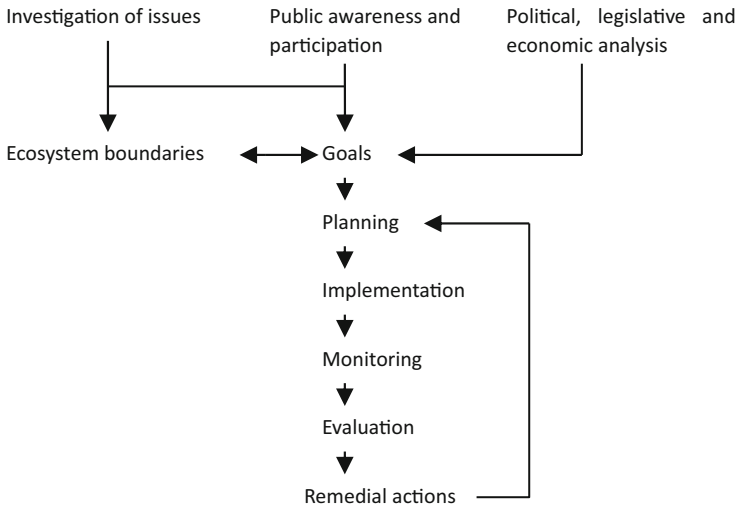 Investigation of issues
Public awareness and
participation
Political, legislative and
economic analysis
Ecosystem boundaries
Goals
Planning
Implementation
Monitoring
Evaluation
Remedial actions